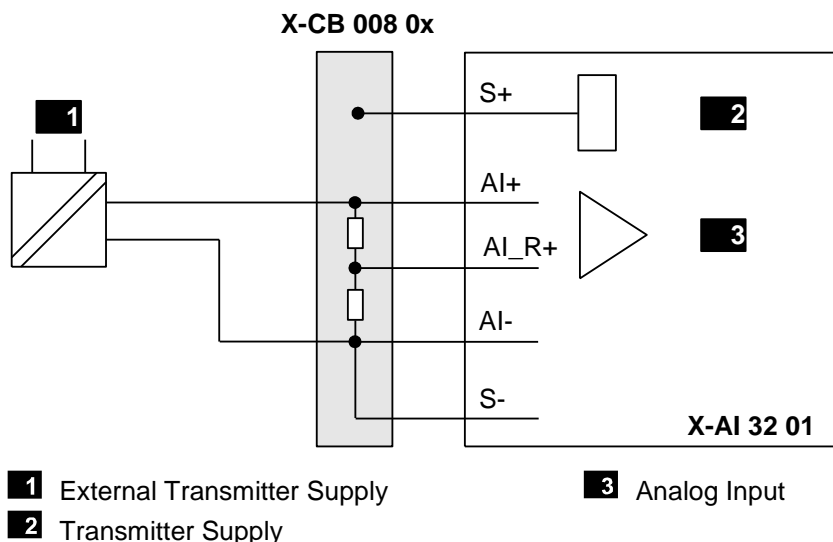 X-CB 008 0x
S+
1
2
AI+
3
AI_R+
AI-
S-
X-AI 32 01
1 External Transmitter Supply
3 Analog Input
2 Transmitter Supply